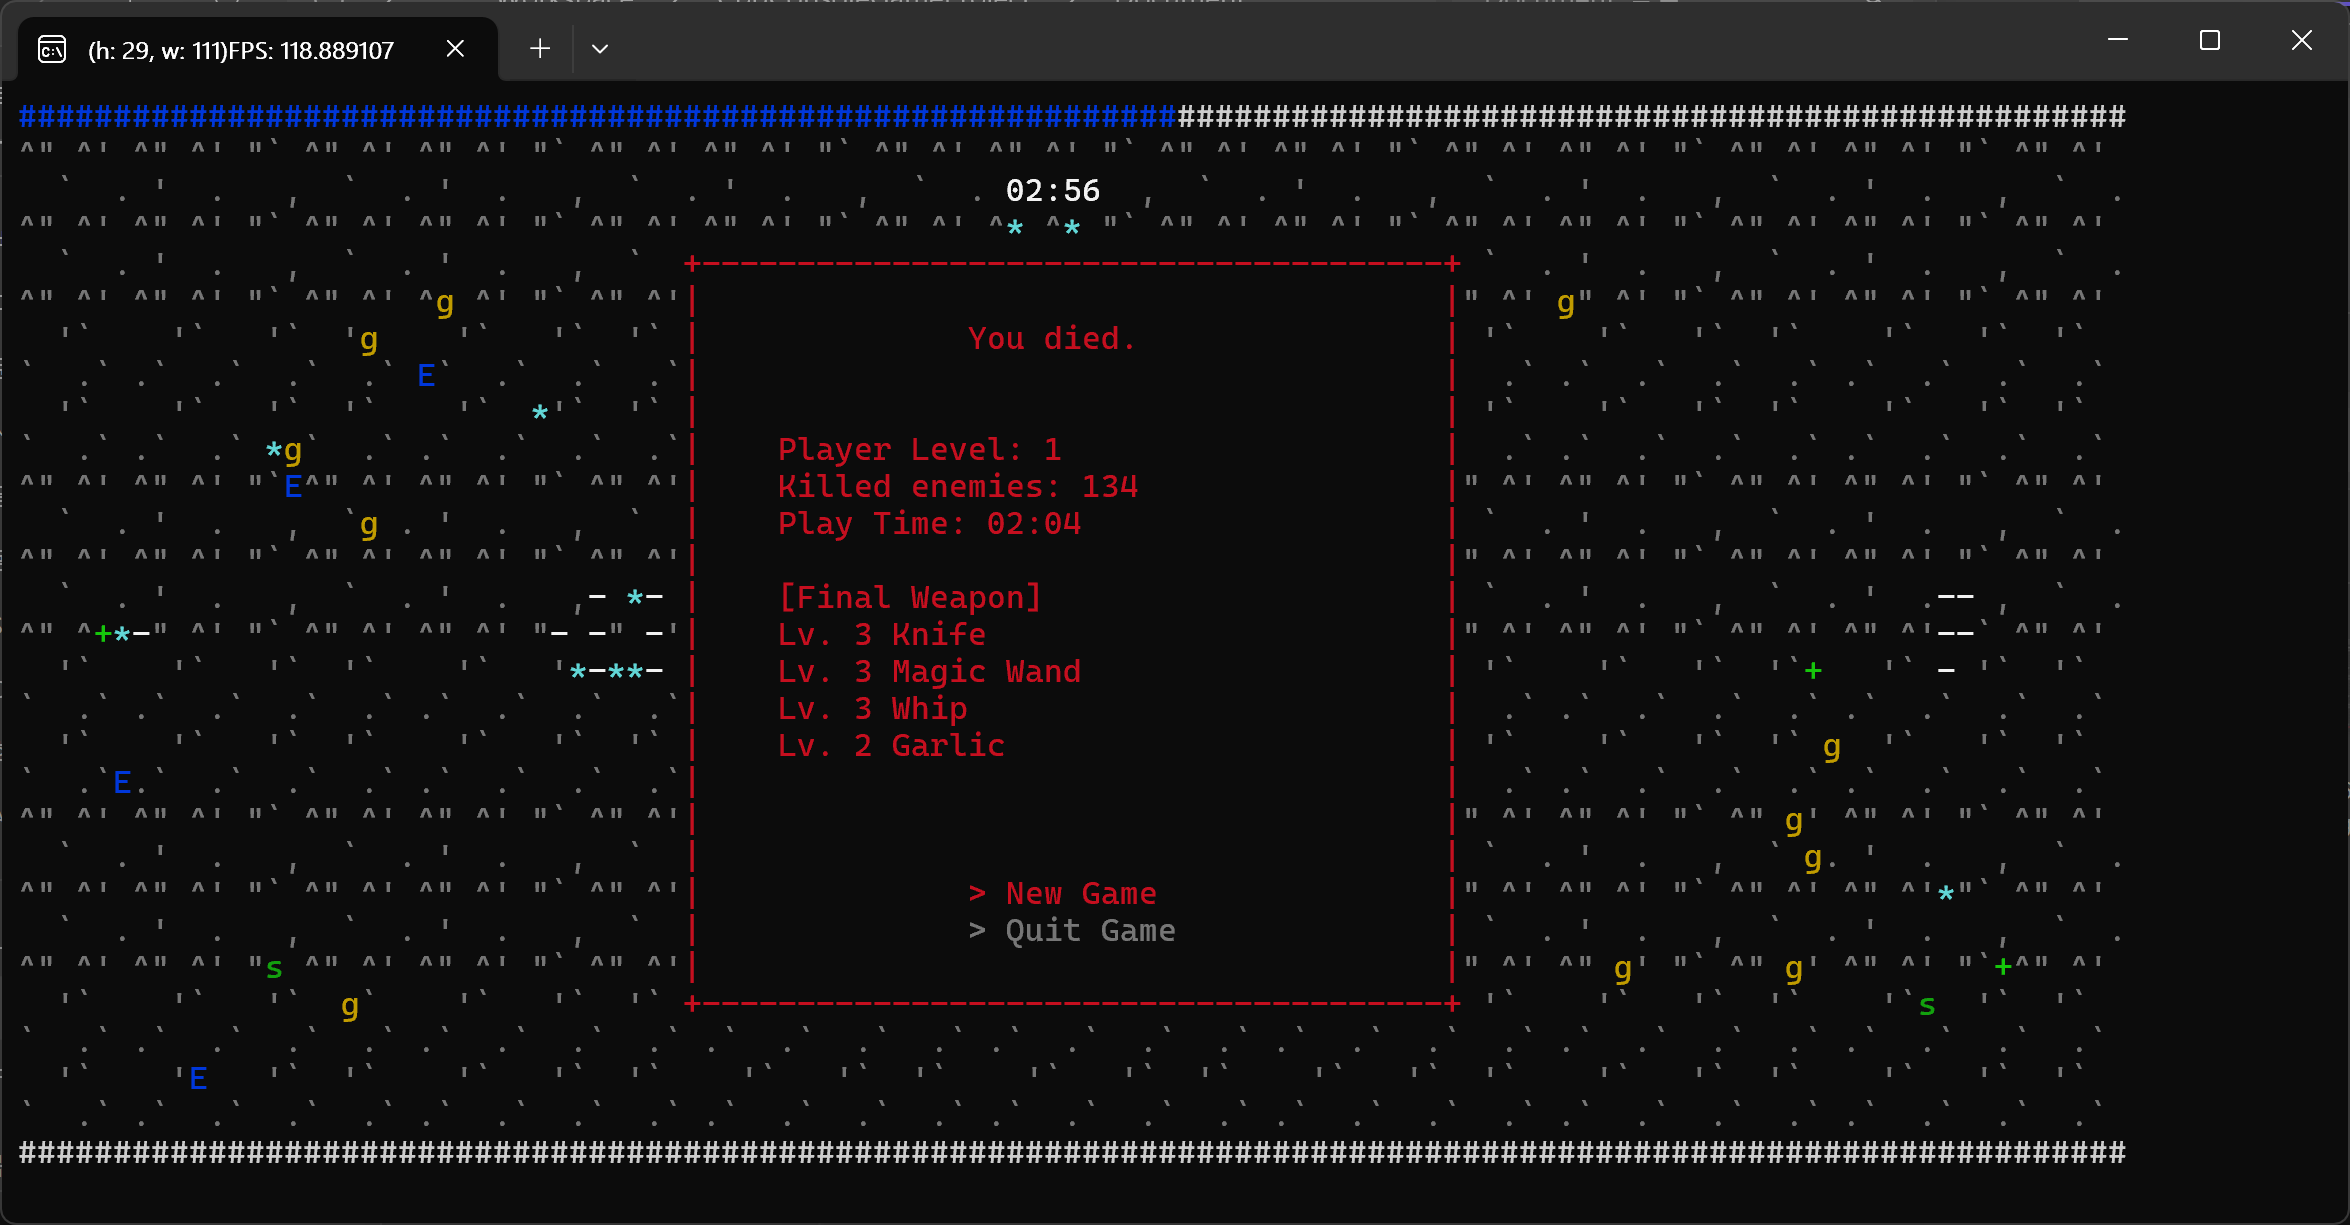 (h: 29, w: 111)FPS: 118.889107
02:56
You died.
Player Level: 1
Killed enemies: 134
Play Time: 02:04
[Final Weapon]
Lv. 3 Knife
Lv. 3 Magic Wand
Lv. 3 Whip
Lv. 2 Garlic
> New Game
> Quit Game